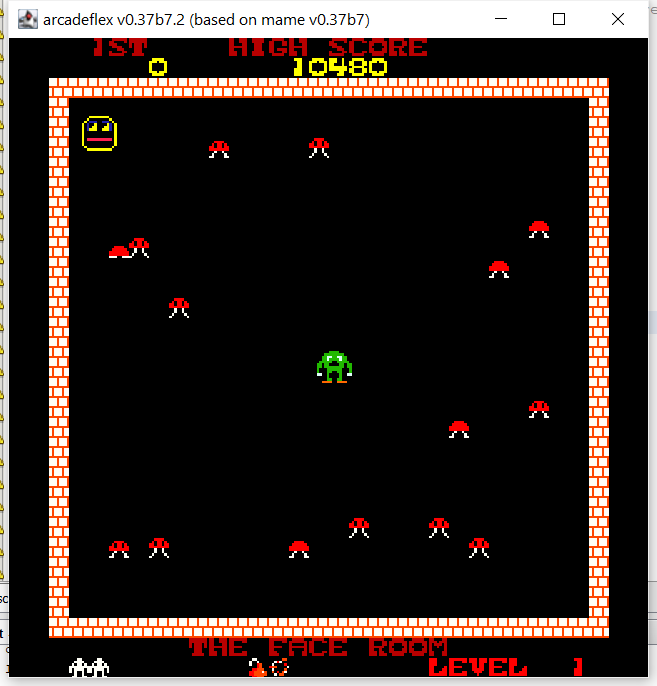 arcadeflex v0.37b7.2 (based on mame v0.37b7)
1ST HIGH SCORE
0 10480
THE FACE ROOM
LEVEL 1